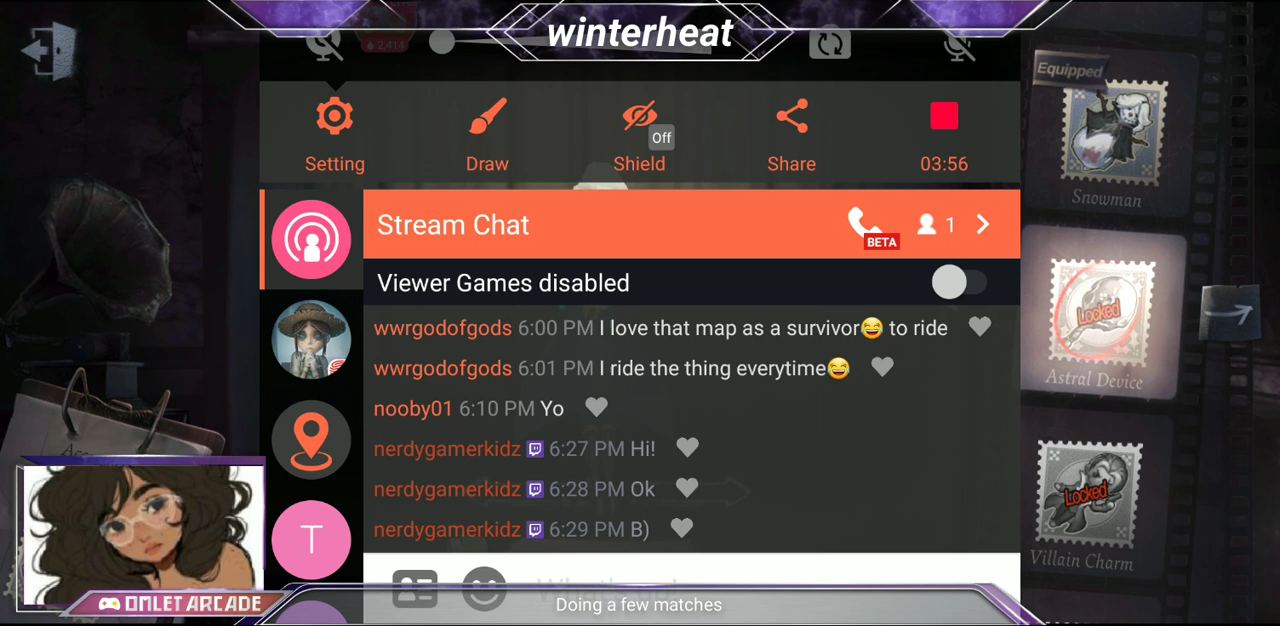 winterheat
2,414
Setting
Draw
Off
Shield
Share
03:56
Equipped
Snowman
Stream Chat
BETA
1
Viewer Games disabled
wwrgodofgods 6:00 PM I love that map as a survivor😂 to ride
wwrgodofgods 6:01 PM I ride the thing everytime😂
nooby01 6:10 PM Yo
nerdygamerkidz 6:27 PM Hi!
nerdygamerkidz 6:28 PM Ok
nerdygamerkidz 6:29 PM B)
T
Locked
Astral Device
Locked
Villain Charm
OMLET ARCADE
Doing a few matches